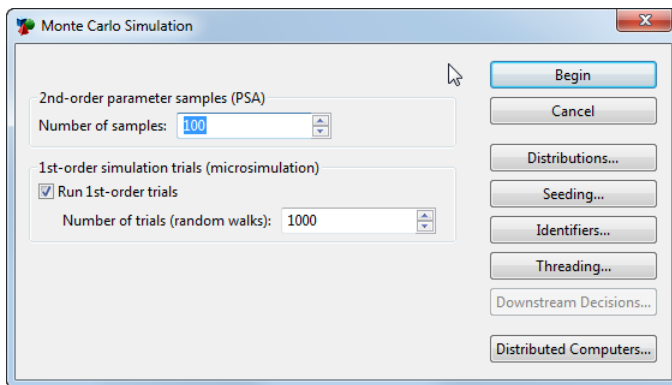 Monte Carlo Simulation
2nd-order parameter samples (PSA)
Number of samples: 100
1st-order simulation trials (microsimulation)
Run 1st-order trials
Number of trials (random walks): 1000
Begin
Cancel
Distributions...
Seeding...
Identifiers...
Threading...
Downstream Decisions...
Distributed Computers...